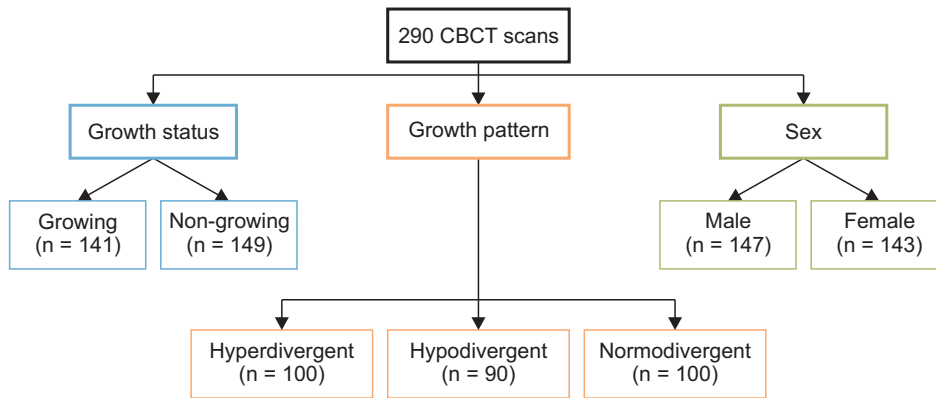 290 CBCT scans
Growth status
Growth pattern
Sex
Growing
(n = 141)
Non-growing
(n = 149)
Male
(n = 147)
Female
(n = 143)
Hyperdivergent
(n = 100)
Hypodivergent
(n = 90)
Normodivergent
(n = 100)